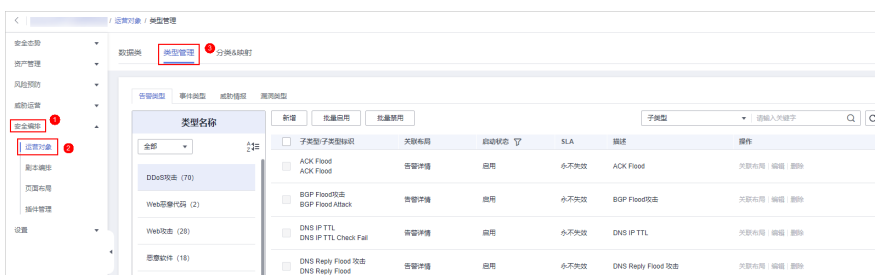 / 运营对象 / 类型管理
安全态势
资产管理
风险预防
威胁运营
安全编排 1
运营对象 2
剧本编排
页面布局
插件管理
设置
数据类 类型管理 3 分类&映射
告警类型 事件类型 威胁情报 漏洞类型
类型名称
全部
DDoS攻击 (70)
Web恶意代码 (2)
Web攻击 (28)
恶意软件 (18)
新增 批量启用 批量禁用 子类型 请输入关键字
子类型/子类型标识 关联布局 启动状态 SLA 描述 操作
ACK Flood 告警详情 启用 永不失效 ACK Flood 关联布局 编辑 删除
ACK Flood
BGP Flood攻击 告警详情 启用 永不失效 BGP Flood攻击 关联布局 编辑 删除
BGP Flood Attack
DNS IP TTL 告警详情 启用 永不失效 DNS IP TTL 关联布局 编辑 删除
DNS IP TTL Check Fail
DNS Reply Flood 攻击 告警详情 启用 永不失效 DNS Reply Flood 攻击 关联布局 编辑 删除
DNS Reply Flood